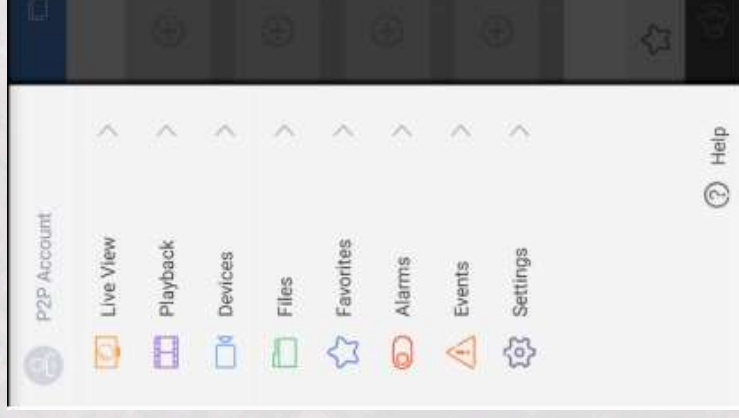 P2P Account
Live View
Playback
Devices
Files
Favorites
Alarms
Events
Settings
Help